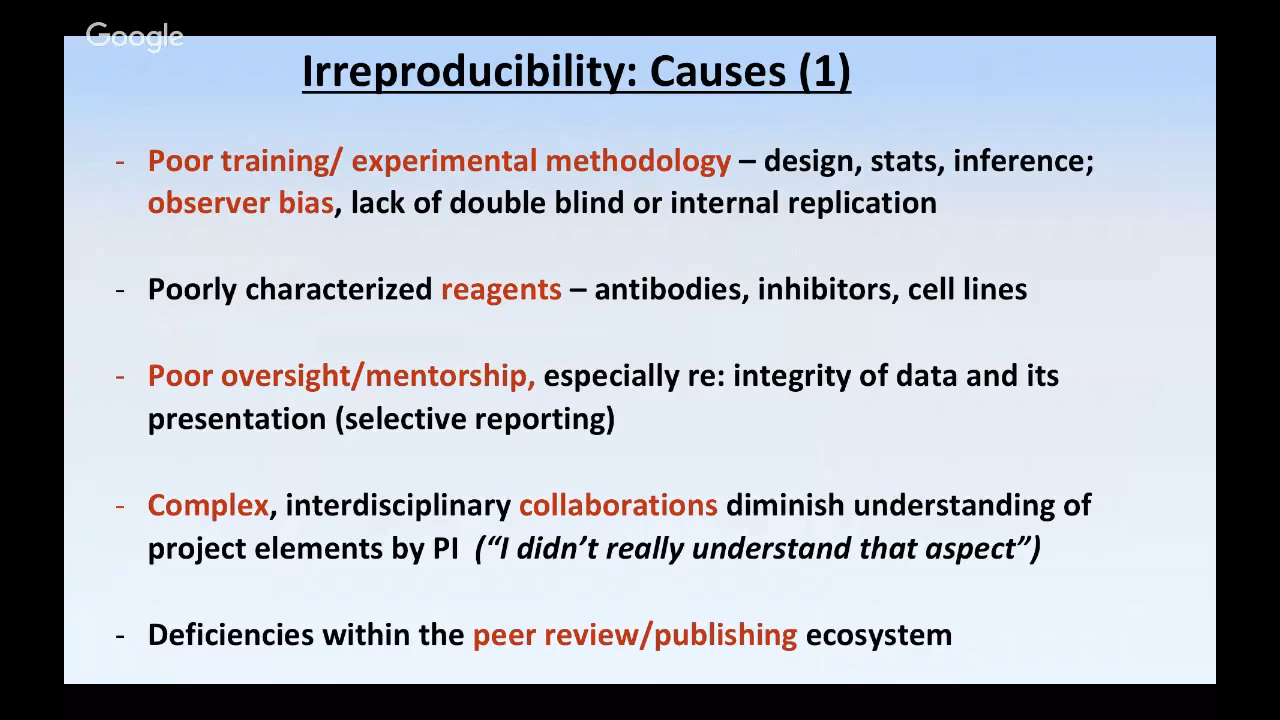 Google
Irreproducibility: Causes (1)
- Poor training/ experimental methodology – design, stats, inference;
observer bias, lack of double blind or internal replication
- Poorly characterized reagents – antibodies, inhibitors, cell lines
- Poor oversight/mentorship, especially re: integrity of data and its
presentation (selective reporting)
- Complex, interdisciplinary collaborations diminish understanding of
project elements by PI (“I didn’t really understand that aspect”)
- Deficiencies within the peer review/publishing ecosystem